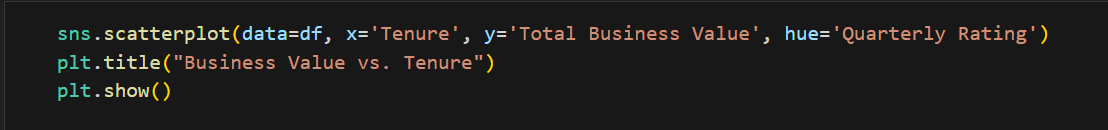 sns.scatterplot(data=df, x='Tenure', y='Total Business Value', hue='Quarterly Rating')
plt.title("Business Value vs. Tenure")
plt.show()